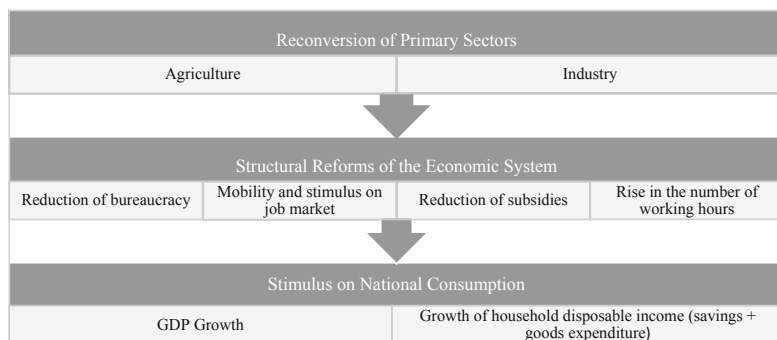 Reconversion of Primary Sectors
Agriculture
Industry
Structural Reforms of the Economic System
Reduction of bureaucracy
Mobility and stimulus on
job market
Reduction of subsidies
Rise in the number of
working hours
Stimulus on National Consumption
GDP Growth
Growth of household disposable income (savings +
goods expenditure)